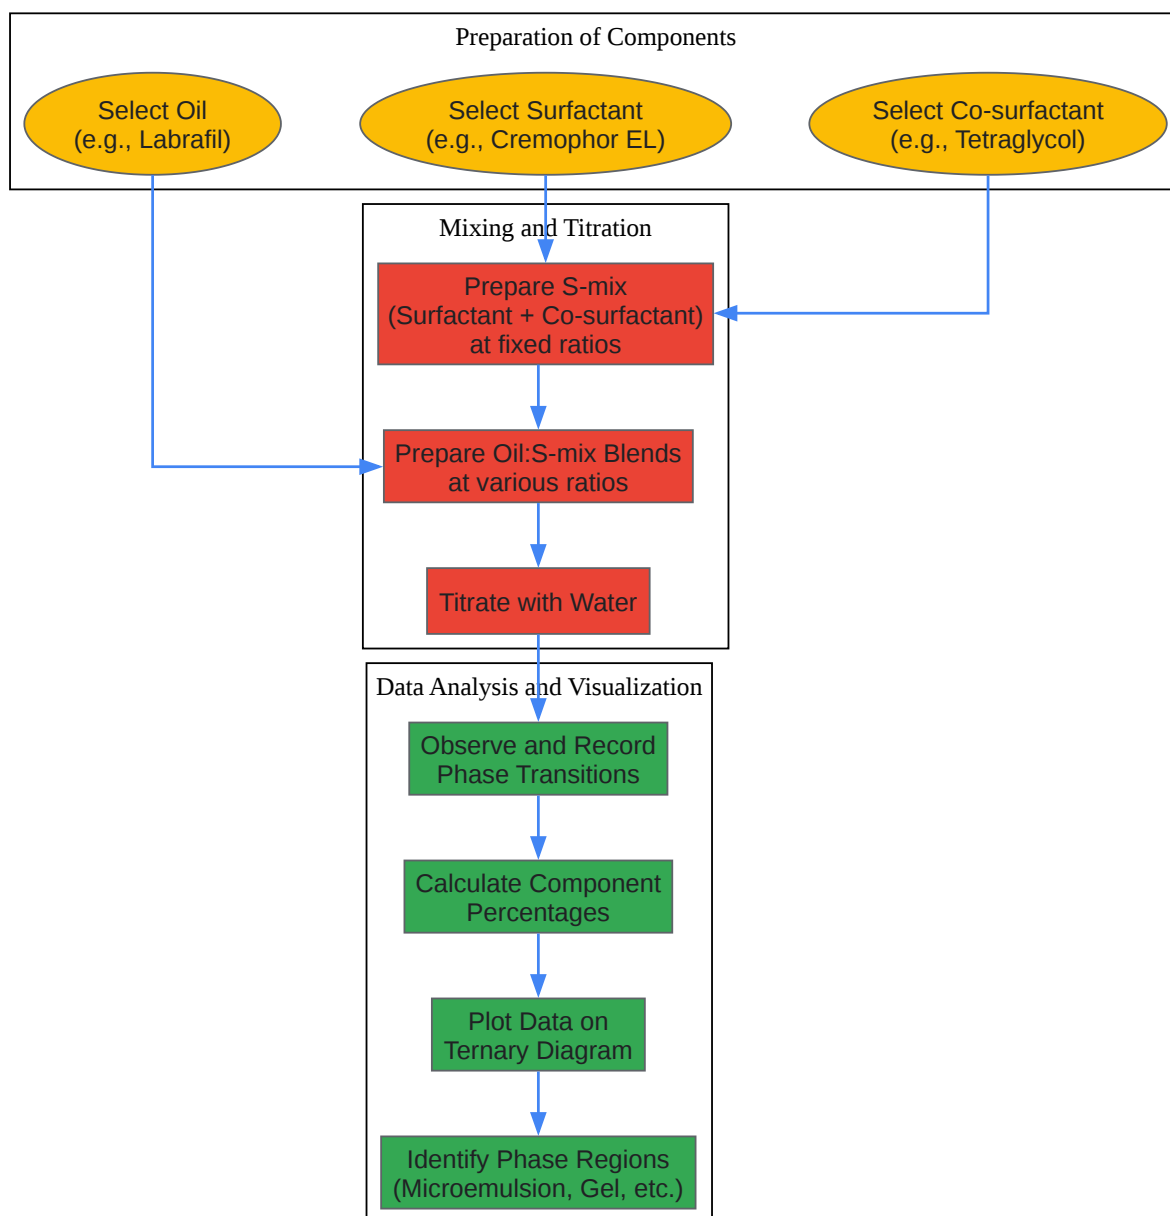 Preparation of Components
Select Oil
(e.g., Labrafil)
Select Surfactant
(e.g., Cremophor EL)
Select Co-surfactant
(e.g., Tetraglycol)
Mixing and Titration
Prepare S-mix
(Surfactant + Co-surfactant)
at fixed ratios
Prepare Oil:S-mix Blends
at various ratios
Titrate with Water
Data Analysis and Visualization
Observe and Record
Phase Transitions
Calculate Component
Percentages
Plot Data on
Ternary Diagram
Identify Phase Regions
(Microemulsion, Gel, etc.)